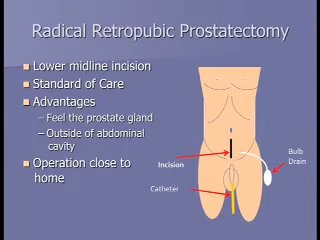 Radical Retropubic Prostatectomy
Lower midline incision
Standard of Care
Advantages
– Feel the prostate gland
– Outside of abdominal
cavity
Operation close to
home
Incision
Catheter
Bulb
Drain